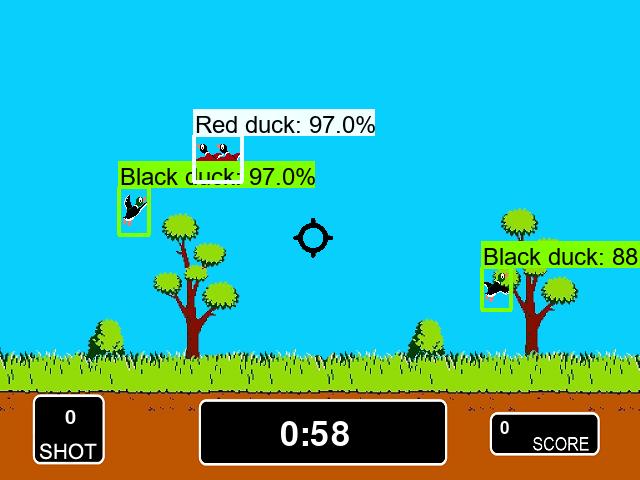 Red duck: 97.0%
Black duck: 97.0%
Black duck: 88
0
SHOT
0:58
0
SCORE